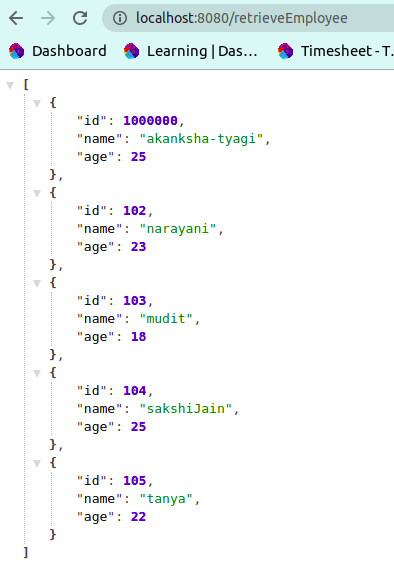 localhost:8080/retrieveEmployee
Dashboard Learning | Das... Timesheet - T.
[
{
"id": 1000000,
"name": "akanksha-tyagi",
"age": 25
},
{
"id": 102,
"name": "narayani",
"age": 23
},
{
"id": 103,
"name": "mudit",
"age": 18
},
{
"id": 104,
"name": "sakshiJain",
"age": 25
},
{
"id": 105,
"name": "tanya",
"age": 22
}
]